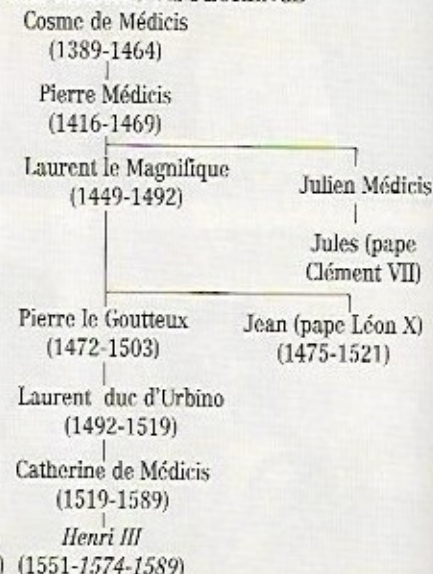 Cosme de Médicis
(1389-1464)
Pierre Médicis
(1416-1469)
Laurent le Magnifique
(1449-1492)
Julien Médicis
Jules (pape
Clément VII)
Pierre le Goutteux
(1472-1503)
Jean (pape Léon X)
(1475-1521)
Laurent duc d'Urbino
(1492-1519)
Catherine de Médicis
(1519-1589)
Henri III
) (1551-1574-1589)